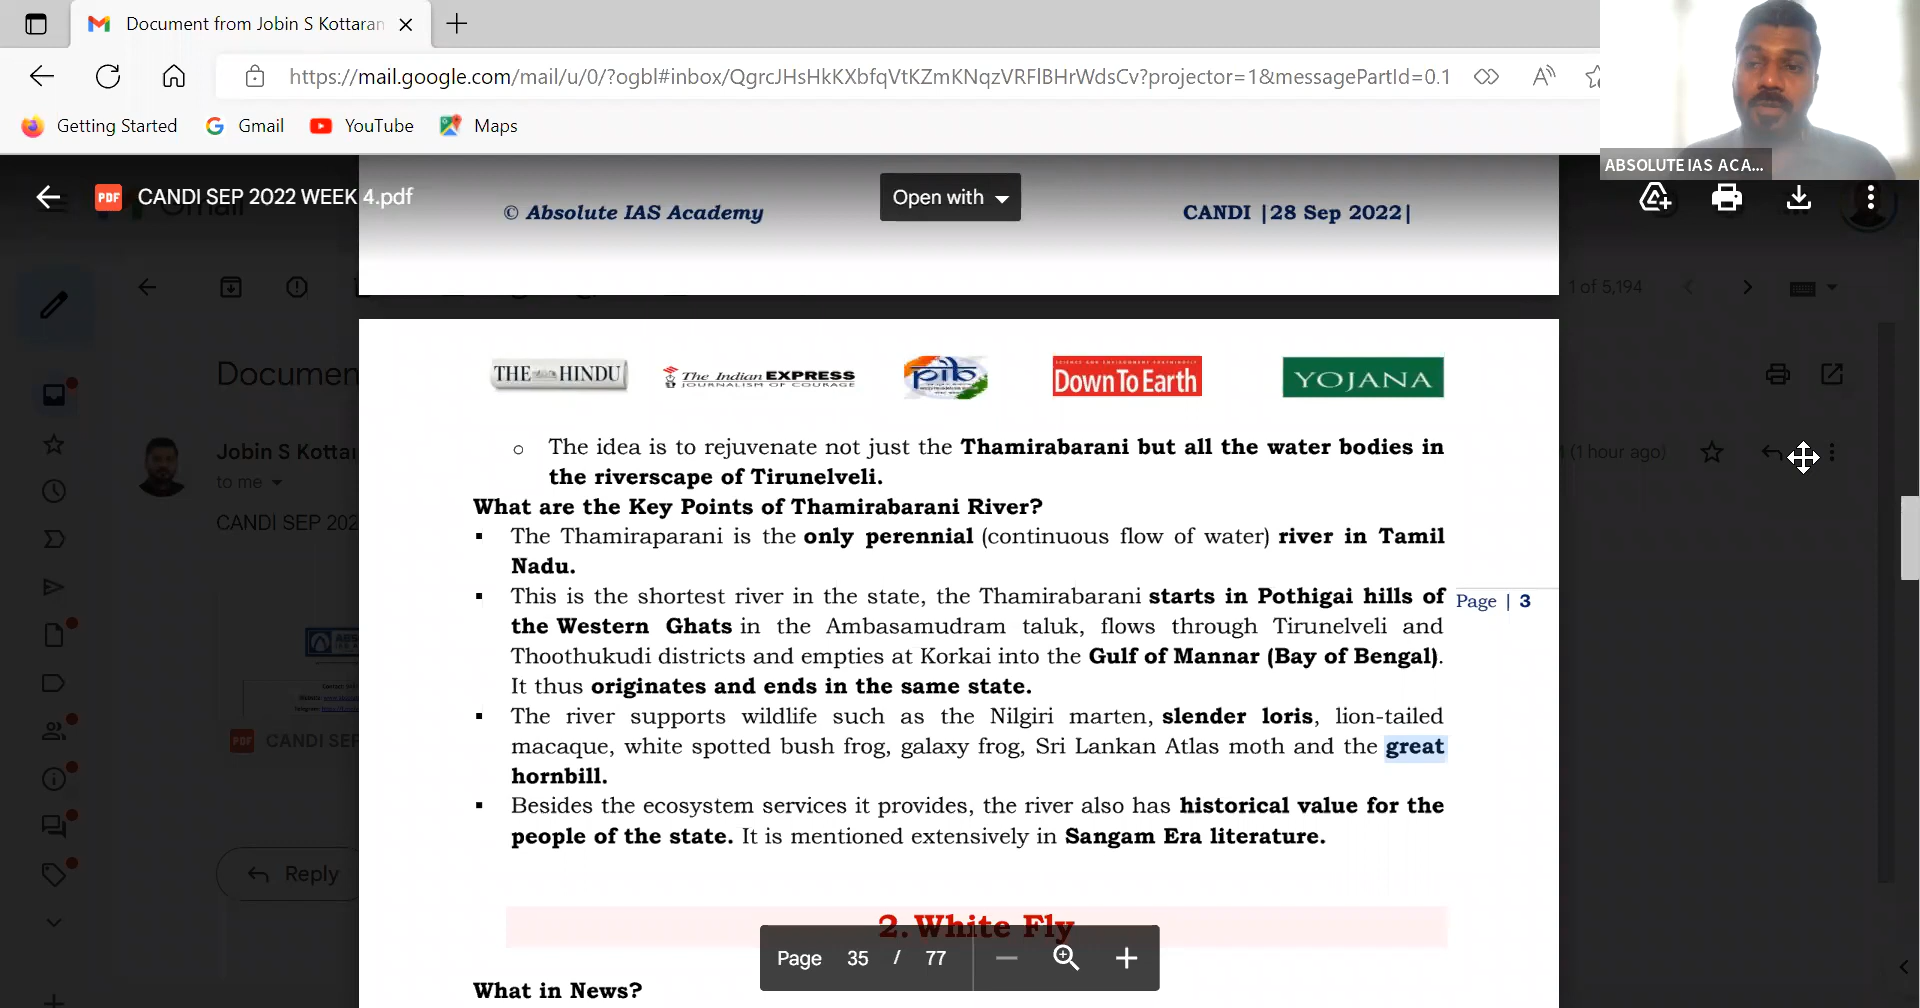 Document from Jobin S Kottaran
https://mail.google.com/mail/u/0/?ogbl#inbox/QgrcJHsHkKXbfqVtKZmKNqzVRFlBHrWdsCv?projector=1&messagePartId=0.1
Getting Started Gmail YouTube Maps
ABSOLUTE IAS ACA...
PDF CANDI SEP 2022 WEEK 4.pdf
Open with
© Absolute IAS Academy CANDI |28 Sep 2022|
1 of 5,194
THE HINDU The Indian EXPRESS JOURNALISM OF COURAGE pib DownToEarth YOJANA
Documen
Jobin S Kottar
to me
(1 hour ago)
CANDI SEP 202
PDF CANDI SEP
Reply
○ The idea is to rejuvenate not just the Thamirabarani but all the water bodies in
the riverscape of Tirunelveli.
What are the Key Points of Thamirabarani River?
▪ The Thamiraparani is the only perennial (continuous flow of water) river in Tamil
Nadu.
▪ This is the shortest river in the state, the Thamirabarani starts in Pothigai hills of
Page | 3
the Western Ghats in the Ambasamudram taluk, flows through Tirunelveli and
Thoothukudi districts and empties at Korkai into the Gulf of Mannar (Bay of Bengal).
It thus originates and ends in the same state.
▪ The river supports wildlife such as the Nilgiri marten, slender loris, lion-tailed
macaque, white spotted bush frog, galaxy frog, Sri Lankan Atlas moth and the great
hornbill.
▪ Besides the ecosystem services it provides, the river also has historical value for the
people of the state. It is mentioned extensively in Sangam Era literature.
2. White Fly
Page 35 / 77
What in News?